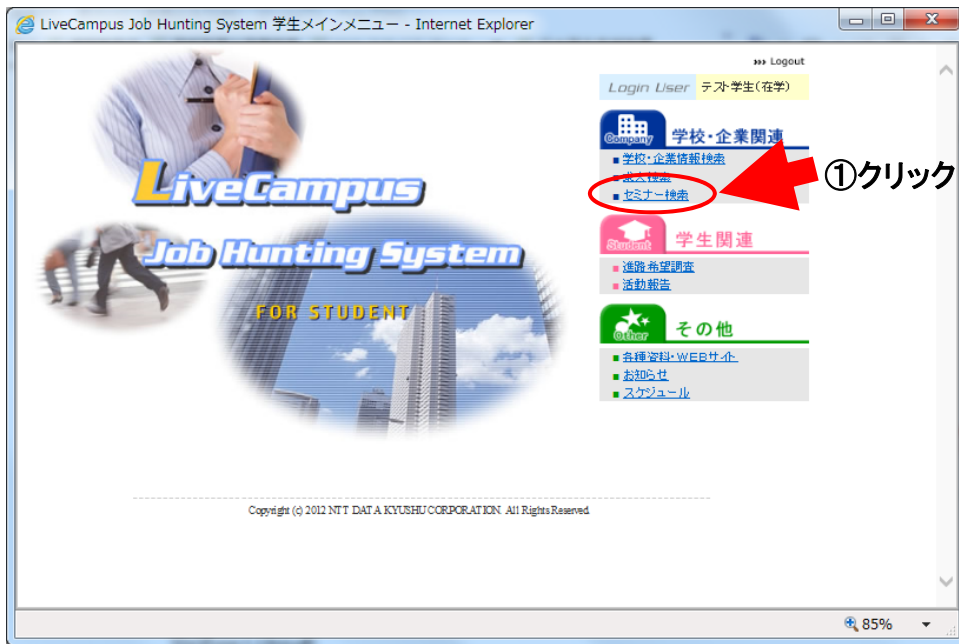 LiveCampus Job Hunting System 学生メインメニュー - Internet Explorer
»» Logout
Login User テスト学生(在学)
Company 学校・企業関連
学校・企業情報検索
求人検索
セミナー検索
①クリック
LiveCampus
Job Hunting System
FOR STUDENT
Student 学生関連
進路希望調査
活動報告
Other その他
各種資料・WEBサイト
お知らせ
スケジュール
Copyright (c) 2012 NTT DATA KYUSHU CORPORATION. All Rights Reserved.
85%